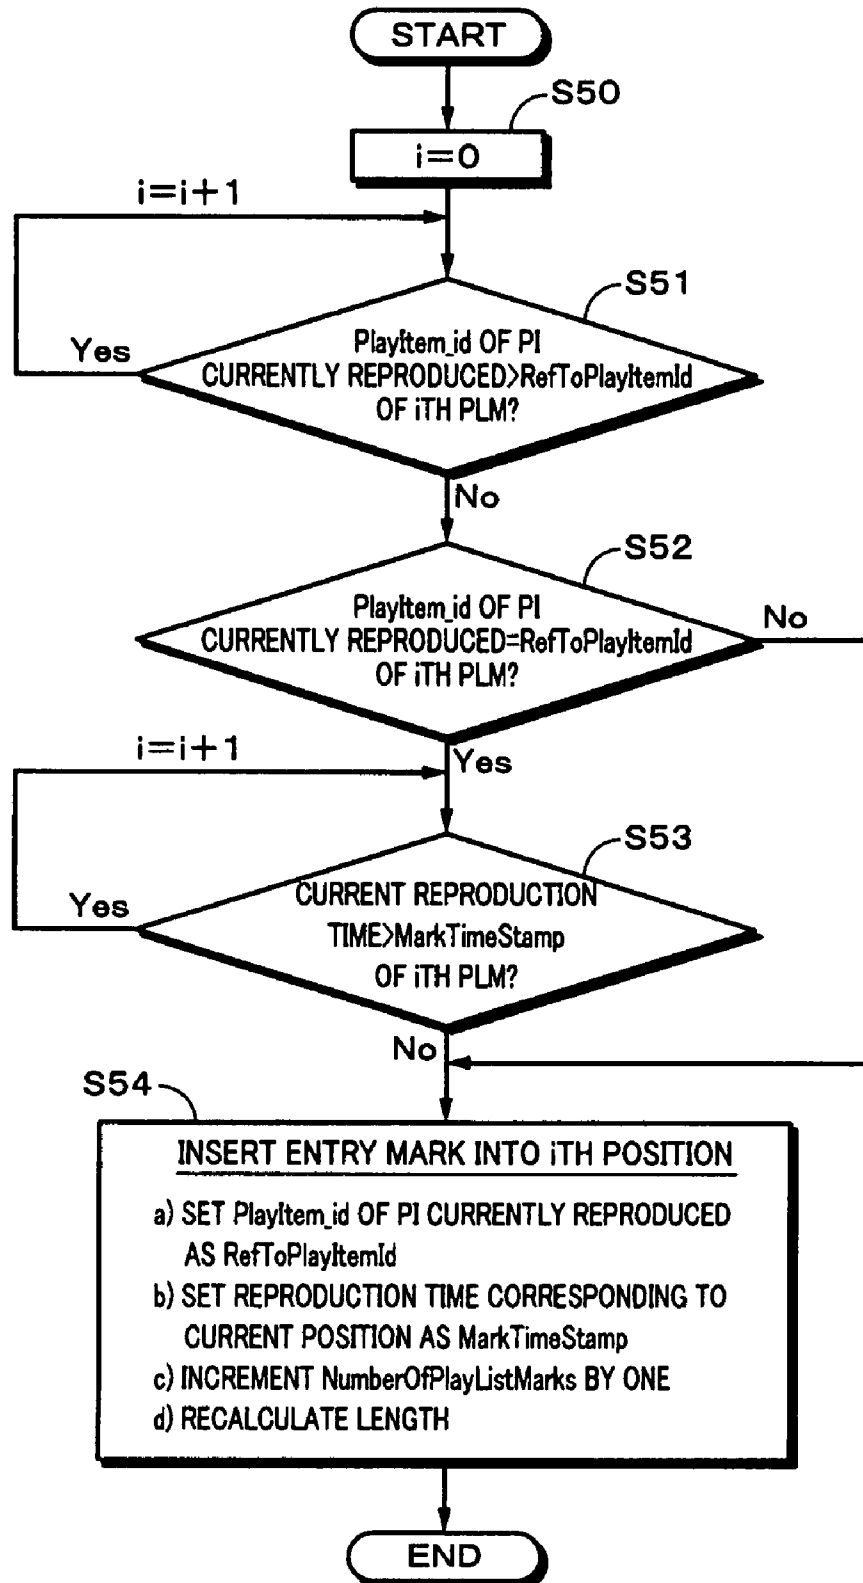 START
S50
i=0
i=i+1
S51
Yes
PlayItem_id OF PI
CURRENTLY REPRODUCED>RefToPlayItemId
OF iTH PLM?
No
S52
PlayItem_id OF PI
CURRENTLY REPRODUCED=RefToPlayItemId
OF iTH PLM?
No
i=i+1
Yes
S53
Yes
CURRENT REPRODUCTION
TIME>MarkTimeStamp
OF iTH PLM?
No
S54
INSERT ENTRY MARK INTO iTH POSITION
a) SET PlayItem_id OF PI CURRENTLY REPRODUCED
AS RefToPlayItemId
b) SET REPRODUCTION TIME CORRESPONDING TO
CURRENT POSITION AS MarkTimeStamp
c) INCREMENT NumberOfPlayListMarks BY ONE
d) RECALCULATE LENGTH
END